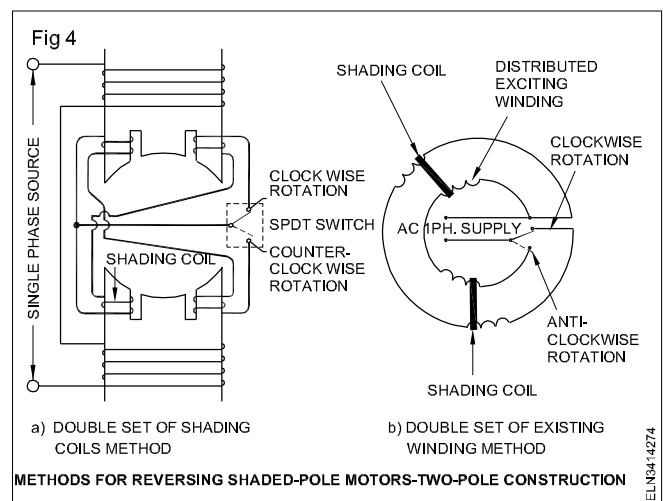 Fig 4
SINGLE PHASE SOURCE
SHADING COIL
CLOCK WISE
ROTATION
SPDT SWITCH
COUNTER-
CLOCK WISE
ROTATION
a) DOUBLE SET OF SHADING
COILS METHOD
SHADING COIL
DISTRIBUTED
EXCITING
WINDING
CLOCKWISE
ROTATION
AC 1PH. SUPPLY
ANTI-
CLOCKWISE
ROTATION
SHADING COIL
b) DOUBLE SET OF EXISTING
WINDING METHOD
METHODS FOR REVERSING SHADED-POLE MOTORS-TWO-POLE CONSTRUCTION
ELN3414274